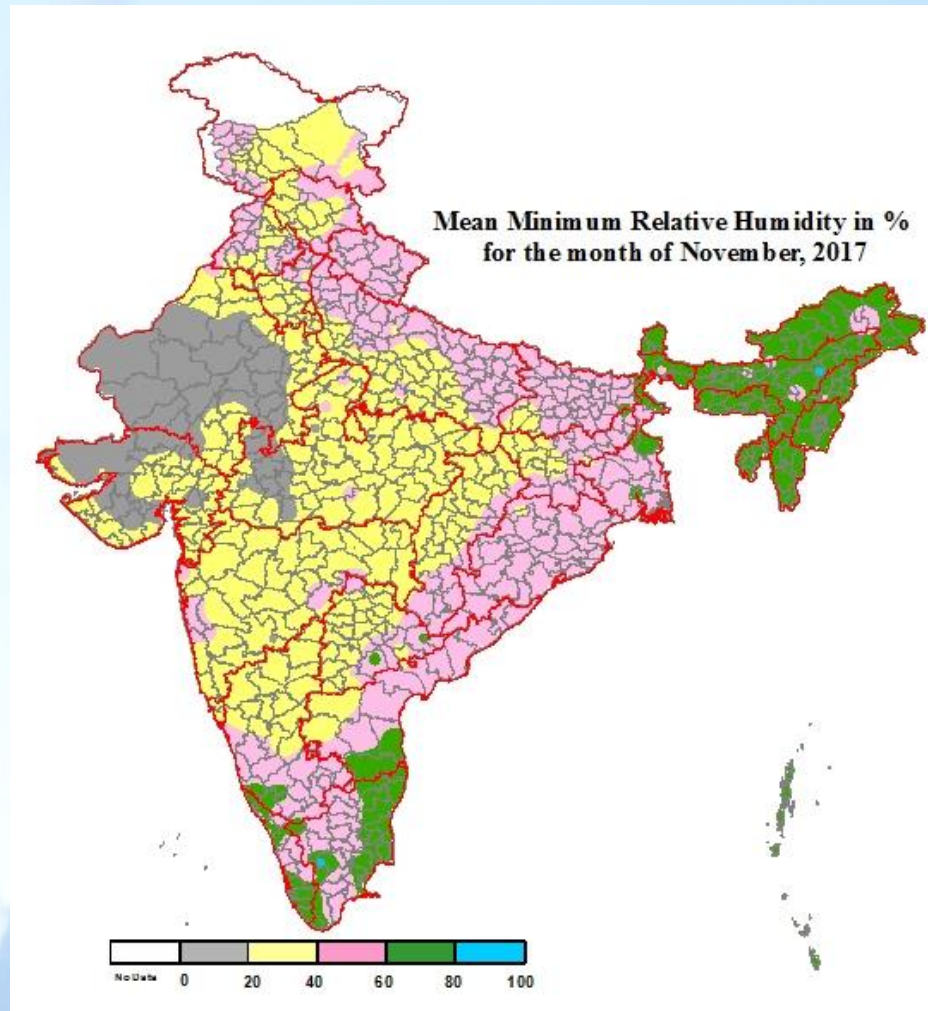 Mean Minimum Relative Humidity in %
for the month of November, 2017
No Data 0 20 40 60 80 100